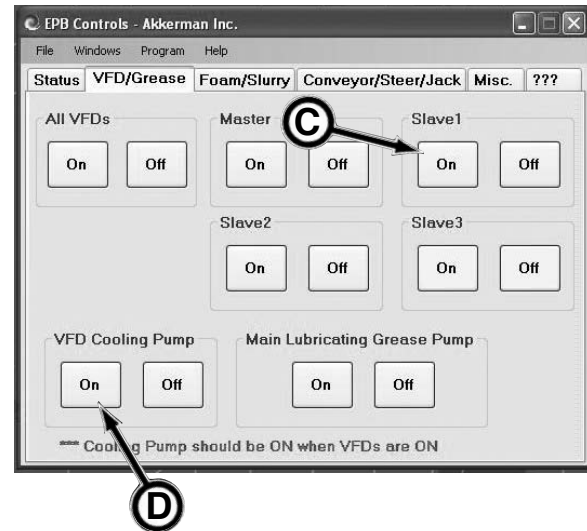 EPB Controls - Akkerman Inc.
File Windows Program Help
Status VFD/Grease Foam/Slurry Conveyor/Steer/Jack Misc. ???
All VFDs Master Slave1
C
On Off On Off On Off
Slave2 Slave3
On Off On Off
VFD Cooling Pump Main Lubricating Grease Pump
On Off On Off
*** Cooling Pump should be ON when VFDs are ON
D